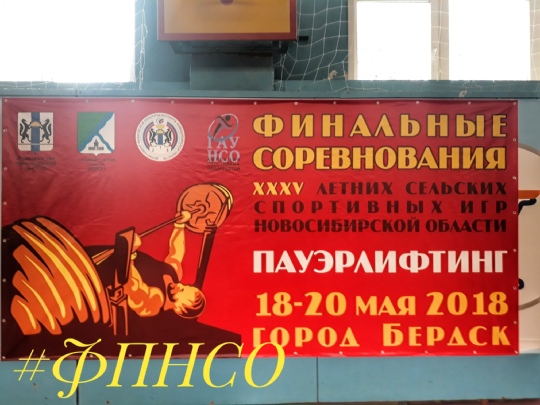 ГАУ
НСО
ФИНАЛЬНЫЕ
СОРЕВНОВАНИЯ
XXXV ЛЕТНИХ СЕЛЬСКИХ
СПОРТИВНЫХ ИГР
НОВОСИБИРСКОЙ ОБЛАСТИ
ПАУЭРЛИФТИНГ
18-20 МАЯ 2018
ГОРОД БЕРДСК
#ФПНСО